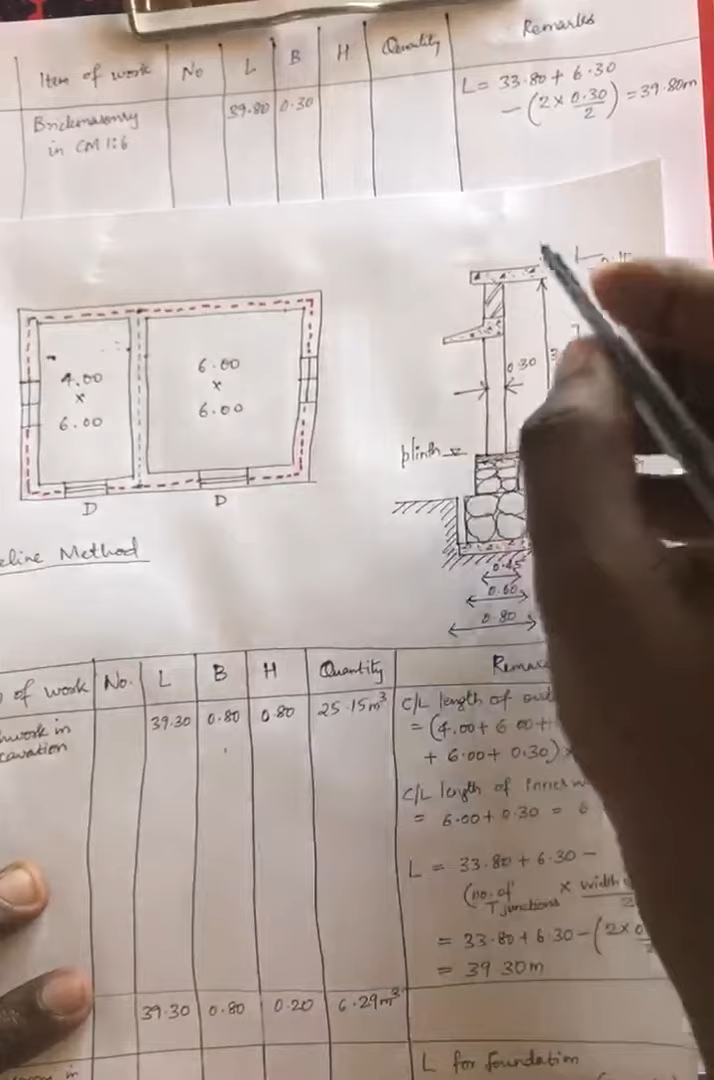 Item of work No L B H Quantity Remarks
Brickmasonry 39.80 0.30 L = 33.80 + 6.30
in CM 1:6 - (2 x 0.30/2) = 39.80m
4.00
x
6.00
6.00
x
6.00
D
D
0.30
plinth
0.45
0.60
0.80
eline Method
of work No. L B H Quantity
work in 39.30 0.80 0.80 25.15m³ C/L length of
cavation = (4.00 + 6.00 +
+ 6.00 + 0.30) x
C/L length of inner w
= 6.00 + 0.30 = 6
L = 33.80 + 6.30 -
(no. of T junctions x width
= 33.80 + 6.30 - (2 x 0
= 39.30m
39.30 0.80 0.20 6.29m³
L for foundation
in